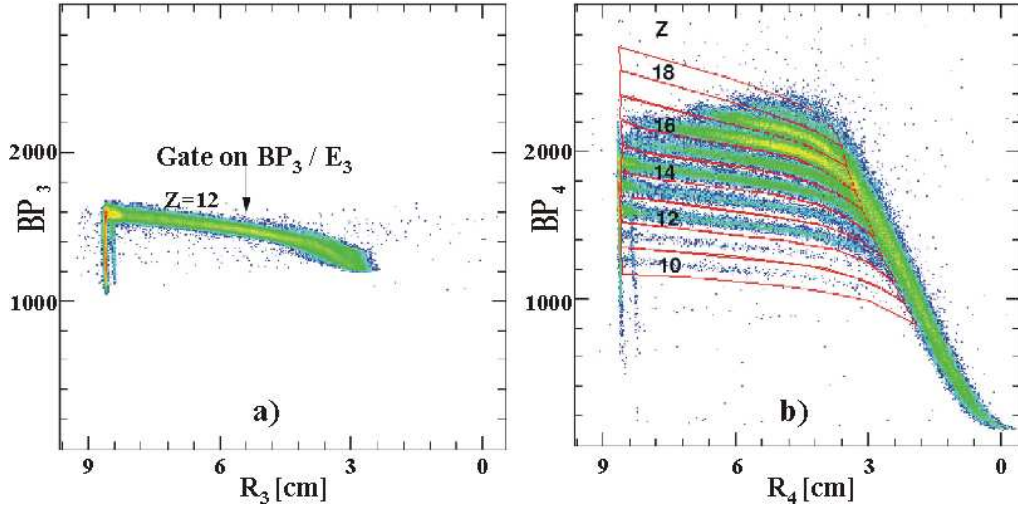 BP₃
2000
1000
Gate on BP₃ / E₃
Z=12
a)
9 6 3 0
R₃ [cm]
BP₄
2000
1000
Z
18
16
14
12
10
b)
9 6 3 0
R₄ [cm]